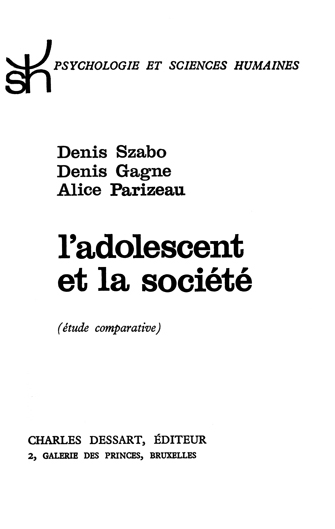 ψsh PSYCHOLOGIE ET SCIENCES HUMAINES
Denis Szabo
Denis Gagne
Alice Parizeau
l'adolescent
et la société
(étude comparative)
CHARLES DESSART, ÉDITEUR
2, GALERIE DES PRINCES, BRUXELLES